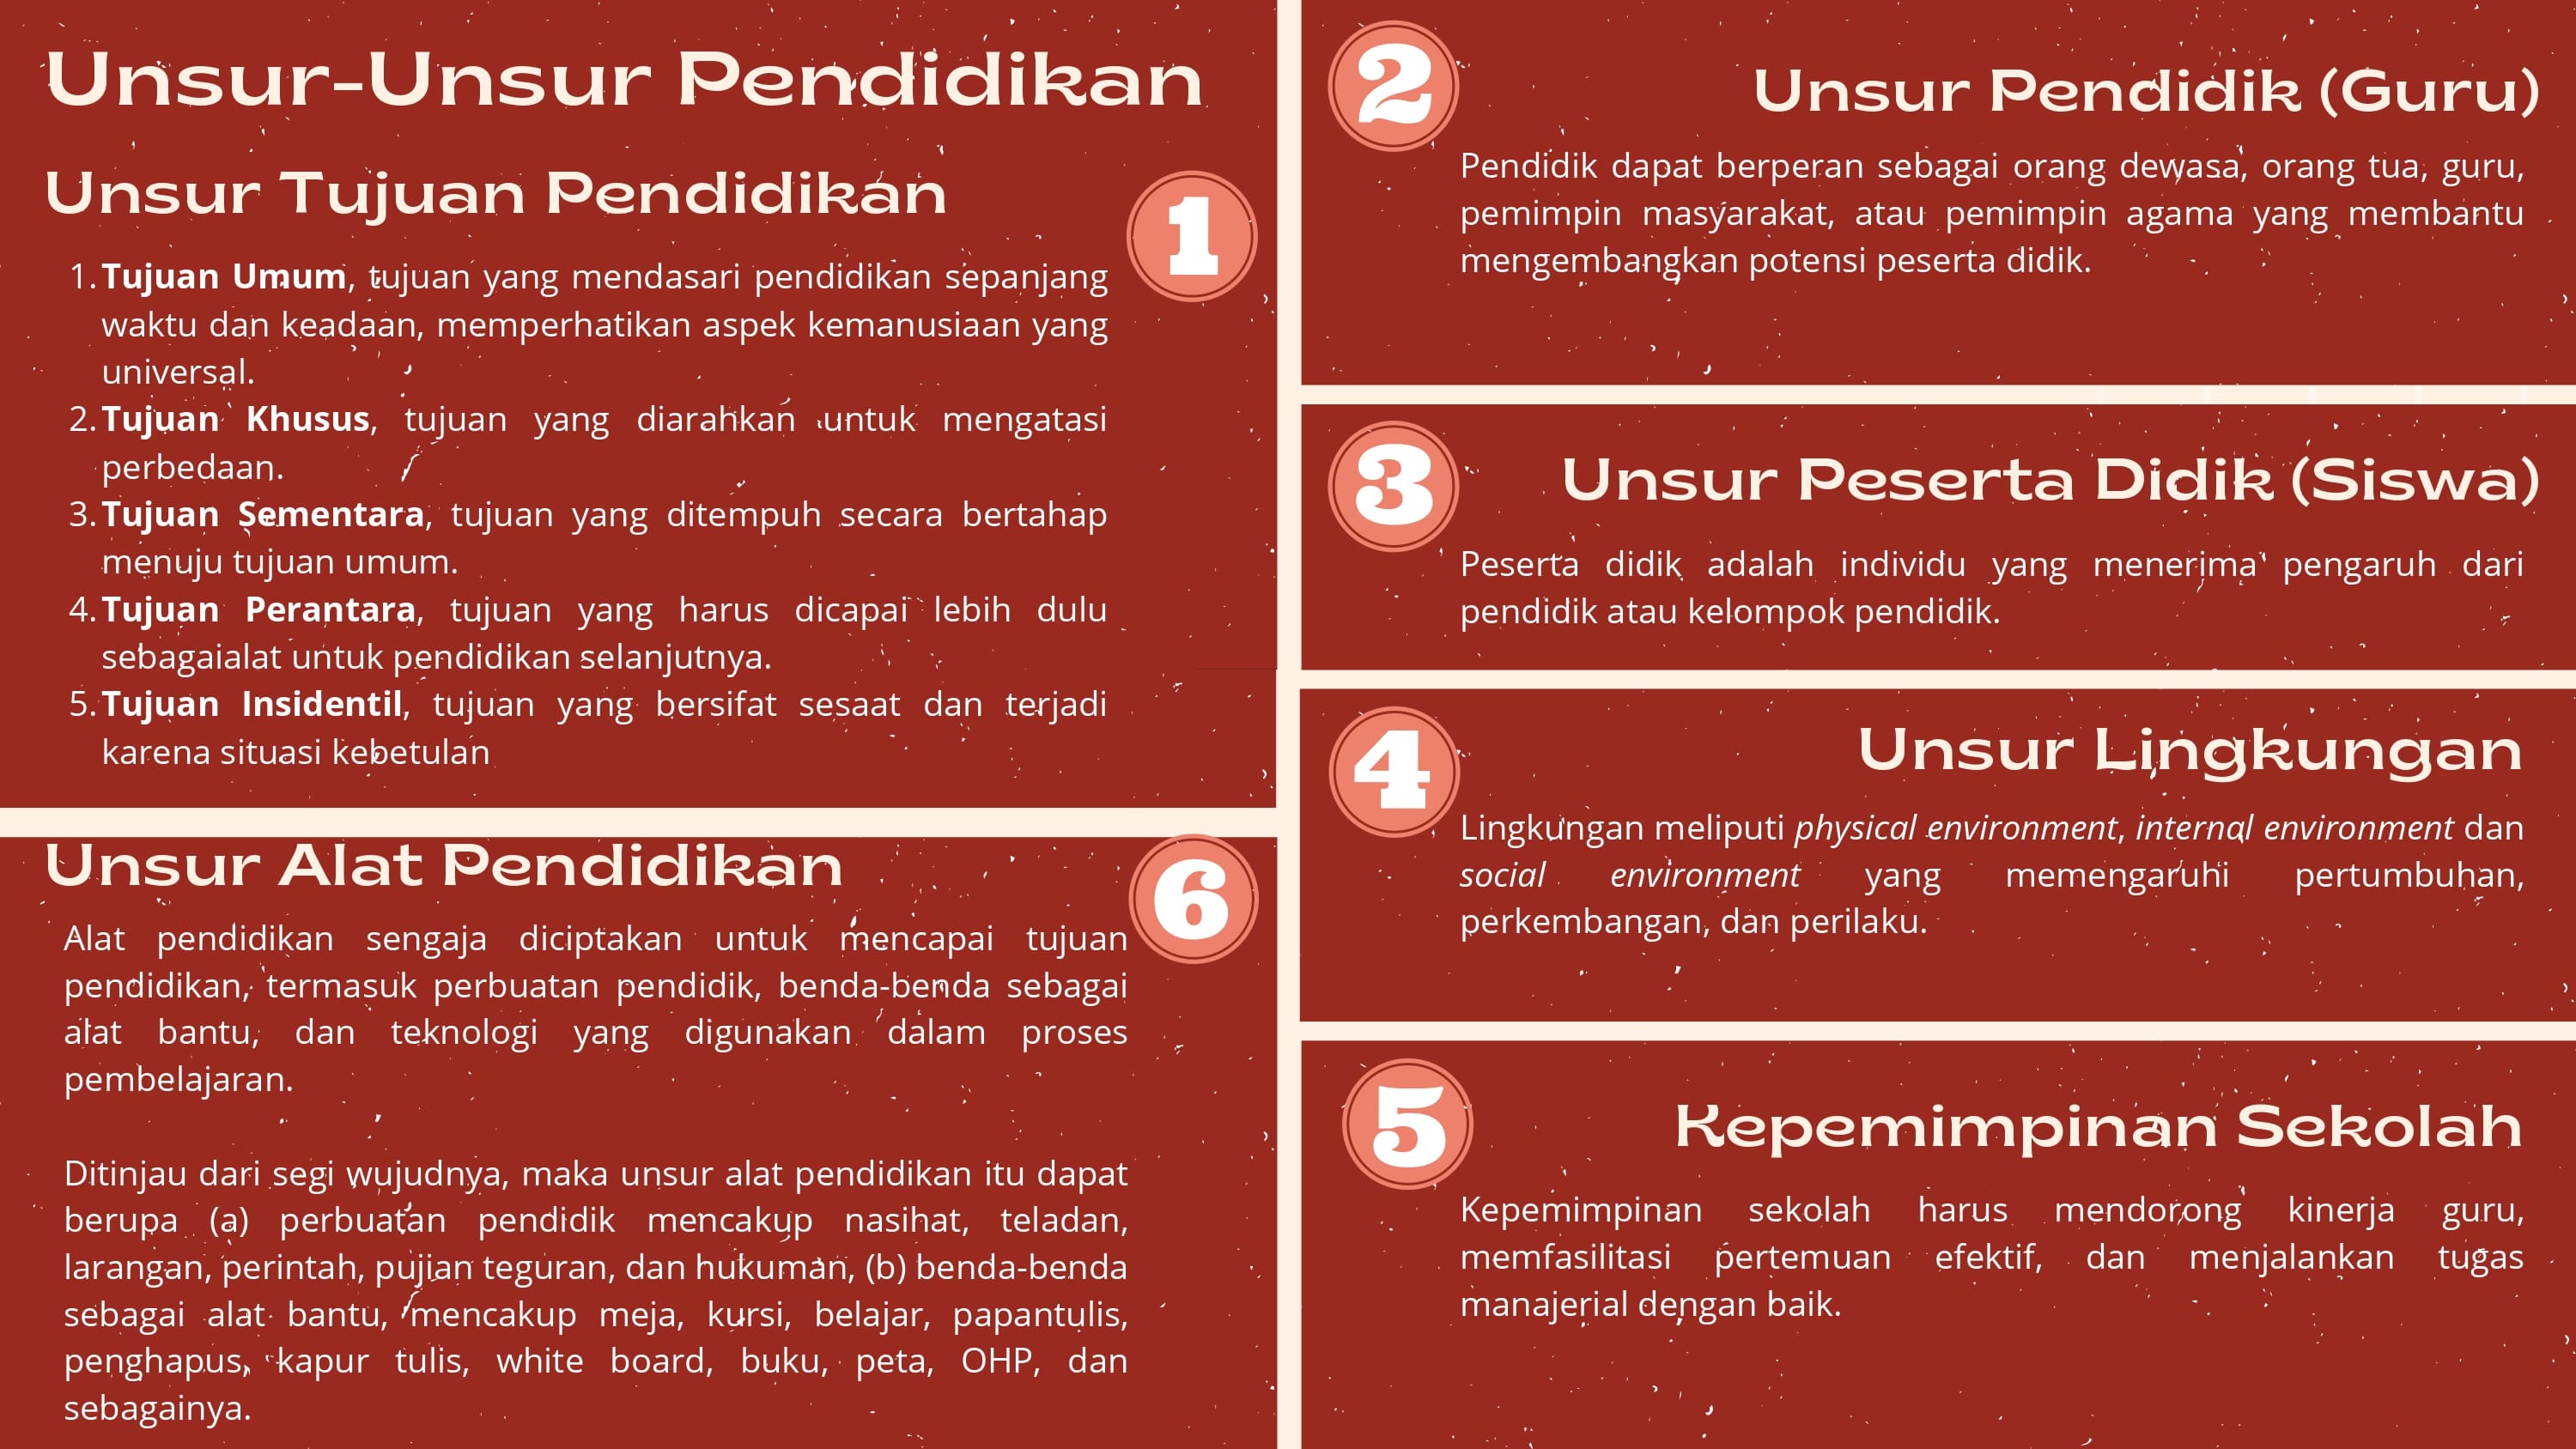 Unsur-Unsur Pendidikan
Unsur Tujuan Pendidikan
1
1. Tujuan Umum, tujuan yang mendasari pendidikan sepanjang
waktu dan keadaan, memperhatikan aspek kemanusiaan yang
universal.
2. Tujuan Khusus, tujuan yang diarahkan untuk mengatasi
perbedaan.
3. Tujuan Sementara, tujuan yang ditempuh secara bertahap
menuju tujuan umum.
4. Tujuan Perantara, tujuan yang harus dicapai lebih dulu
sebagaialat untuk pendidikan selanjutnya.
5. Tujuan Insidentil, tujuan yang bersifat sesaat dan terjadi
karena situasi kebetulan
2
Unsur Pendidik (Guru)
Pendidik dapat berperan sebagai orang dewasa, orang tua, guru,
pemimpin masyarakat, atau pemimpin agama yang membantu
mengembangkan potensi peserta didik.
3
Unsur Peserta Didik (Siswa)
Peserta didik adalah individu yang menerima pengaruh dari
pendidik atau kelompok pendidik.
4
Unsur Lingkungan
Lingkungan meliputi physical environment, internal environment dan
social environment yang memengaruhi pertumbuhan,
perkembangan, dan perilaku.
5
Kepemimpinan Sekolah
Kepemimpinan sekolah harus mendorong kinerja guru,
memfasilitasi pertemuan efektif, dan menjalankan tugas
manajerial dengan baik.
Unsur Alat Pendidikan
6
Alat pendidikan sengaja diciptakan untuk mencapai tujuan
pendidikan, termasuk perbuatan pendidik, benda-benda sebagai
alat bantu, dan teknologi yang digunakan dalam proses
pembelajaran.
Ditinjau dari segi wujudnya, maka unsur alat pendidikan itu dapat
berupa (a) perbuatan pendidik mencakup nasihat, teladan,
larangan, perintah, pujian teguran, dan hukuman, (b) benda-benda
sebagai alat bantu, mencakup meja, kursi, belajar, papantulis,
penghapus, kapur tulis, white board, buku, peta, OHP, dan
sebagainya.